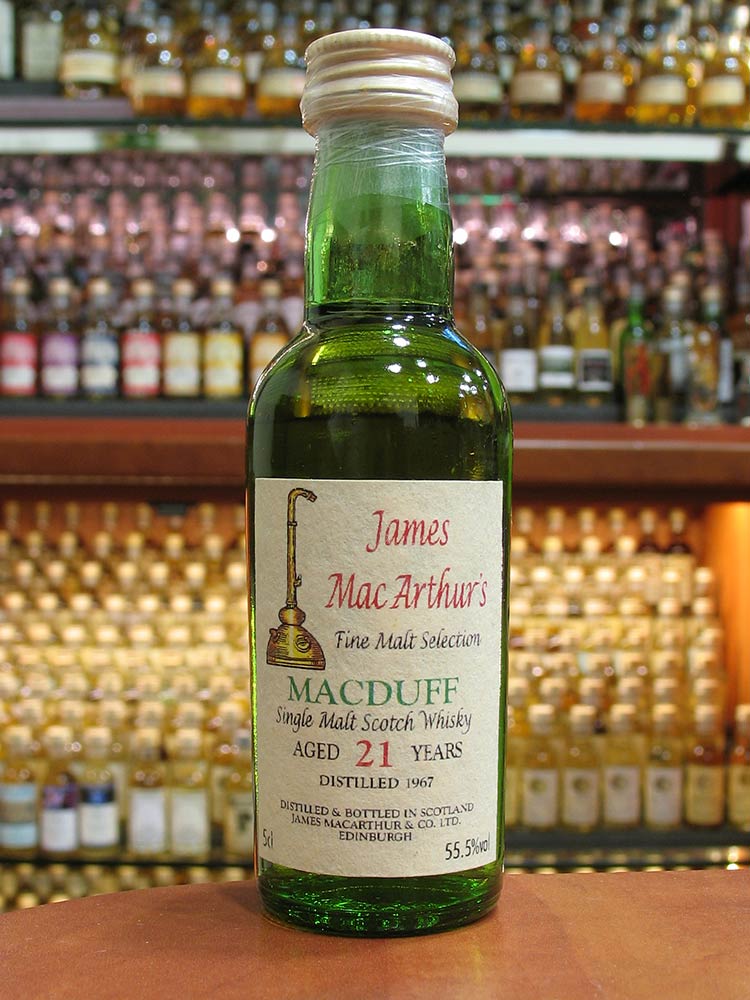 James
Mac Arthur's
Fine Malt Selection
MACDUFF
Single Malt Scotch Whisky
AGED 21 YEARS
DISTILLED 1967
DISTILLED & BOTTLED IN SCOTLAND
JAMES MACARTHUR & CO. LTD.
EDINBURGH
5cl 55.5%vol